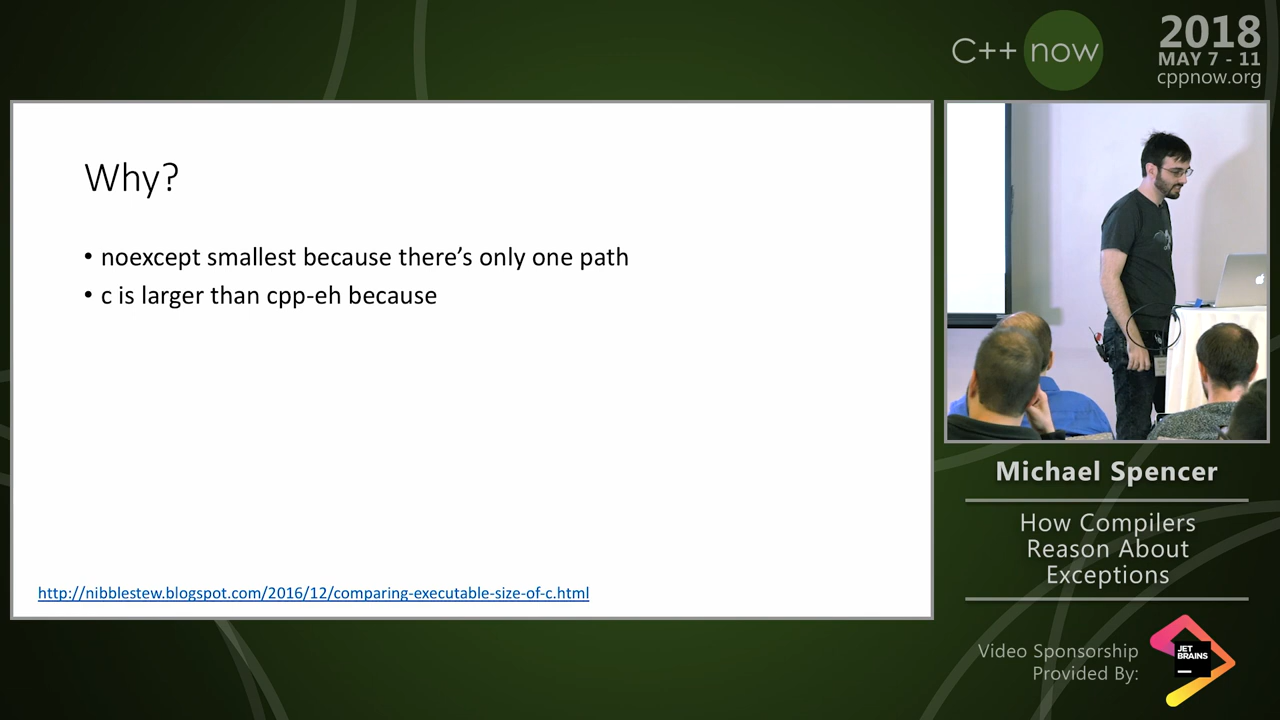 C++ now
2018
MAY 7 - 11
cppnow.org
Why?
• noexcept smallest because there's only one path
• c is larger than cpp-eh because
http://nibblestew.blogspot.com/2016/12/comparing-executable-size-of-c.html
Michael Spencer
How Compilers
Reason About
Exceptions
Video Sponsorship
Provided By:
JET
BRAINS